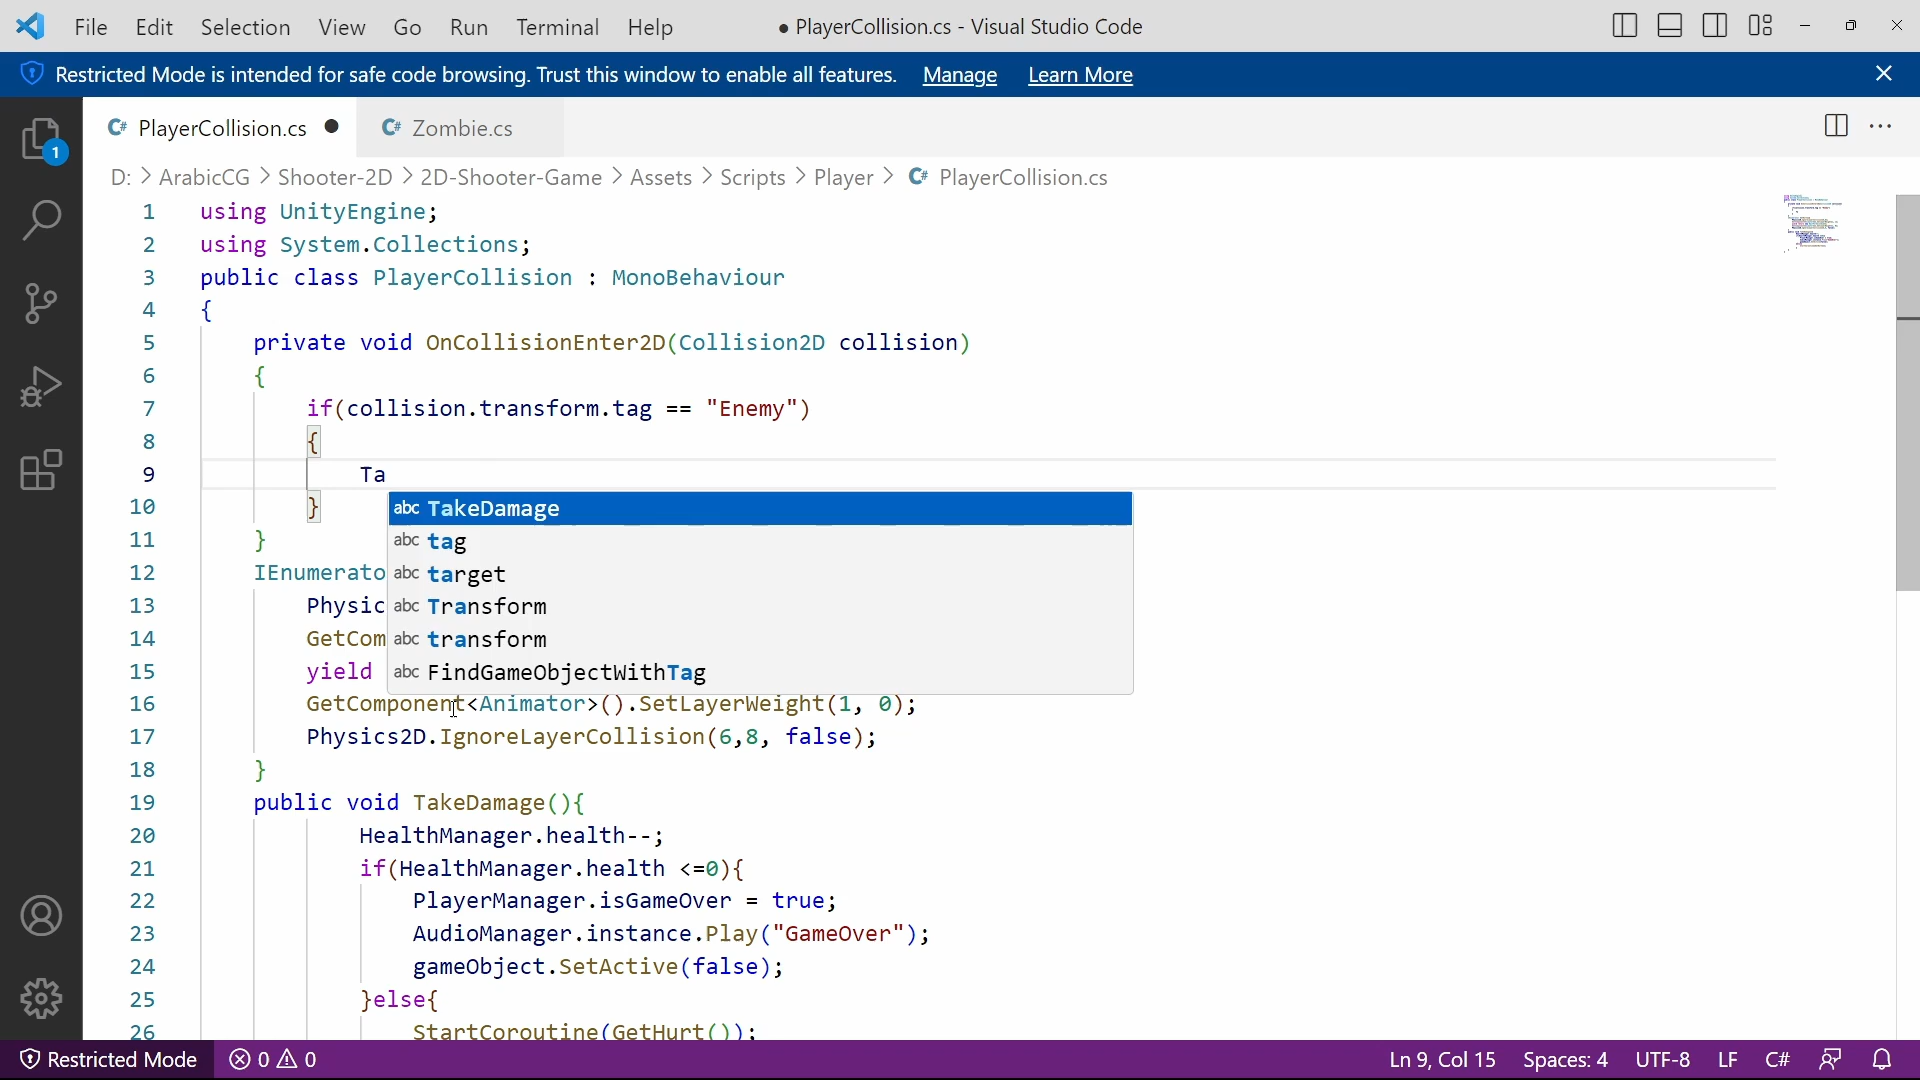 File Edit Selection View Go Run Terminal Help ● PlayerCollision.cs - Visual Studio Code
Restricted Mode is intended for safe code browsing. Trust this window to enable all features. Manage Learn More
C# PlayerCollision.cs C# Zombie.cs
1
D: > ArabicCG > Shooter-2D > 2D-Shooter-Game > Assets > Scripts > Player > C# PlayerCollision.cs
1 using UnityEngine;
2 using System.Collections;
3 public class PlayerCollision : MonoBehaviour
4 {
5 private void OnCollisionEnter2D(Collision2D collision)
6 {
7 if(collision.transform.tag == "Enemy")
8 {
9 Ta
10 } abc TakeDamage
11 } abc tag
12 IEnumerato abc target
13 Physic abc Transform
14 GetCom abc transform
15 yield abc FindGameObjectWithTag
16 GetComponent<Animator>().SetLayerWeight(1, 0);
17 Physics2D.IgnoreLayerCollision(6,8, false);
18 }
19 public void TakeDamage(){
20 HealthManager.health--;
21 if(HealthManager.health <=0){
22 PlayerManager.isGameOver = true;
23 AudioManager.instance.Play("GameOver");
24 gameObject.SetActive(false);
25 }else{
26 StartCoroutine(GetHurt());
Restricted Mode 0 0 Ln 9, Col 15 Spaces: 4 UTF-8 LF C#